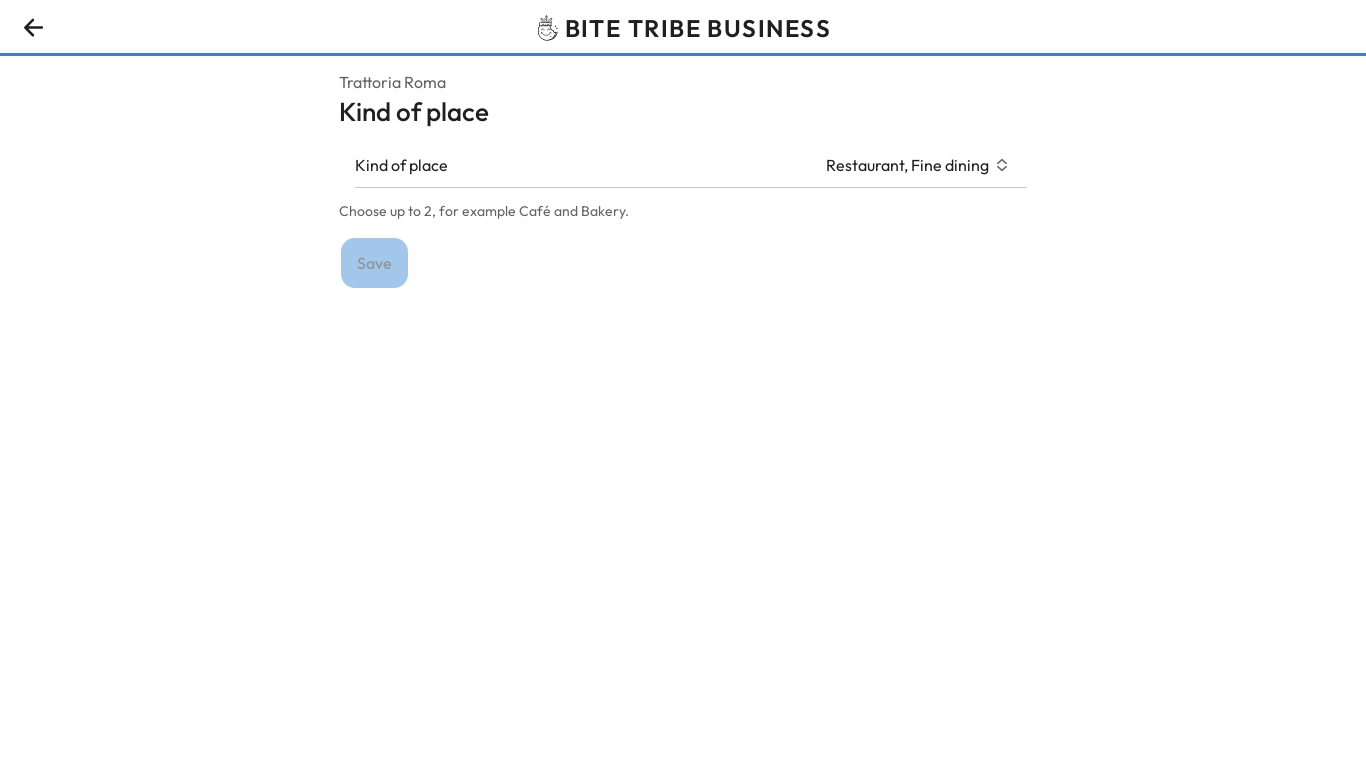 BITE TRIBE BUSINESS
Trattoria Roma
Kind of place
Kind of place Restaurant, Fine dining
Choose up to 2, for example Café and Bakery.
Save